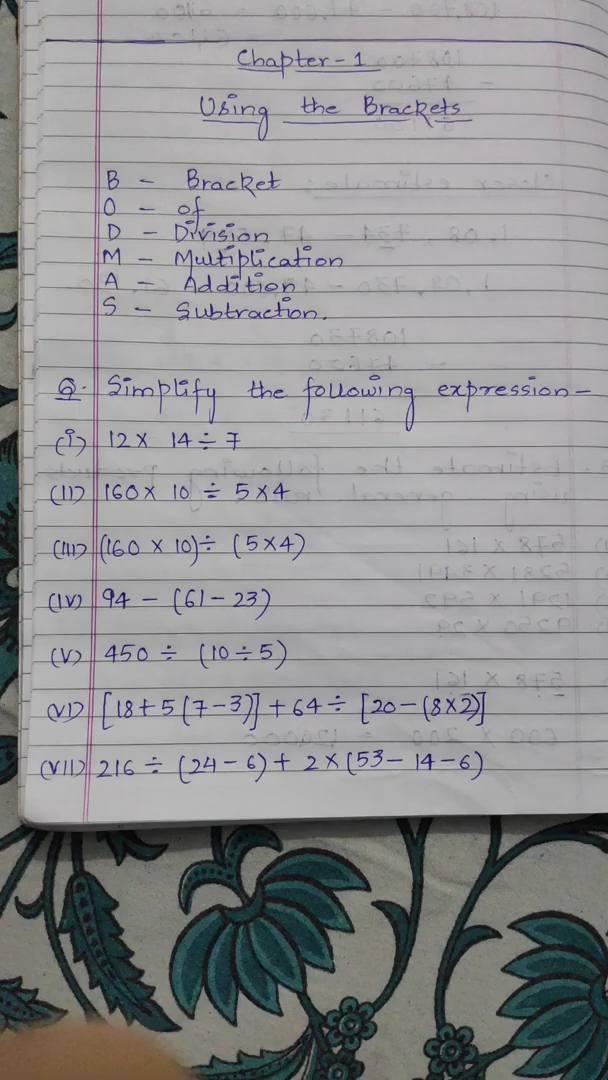 Chapter-1
Using the Brackets
B - Bracket
O - of
D - Division
M - Multiplication
A - Addition
S - Subtraction.
Q. Simplify the following expression-
(i) 12 × 14 ÷ 7
(II) 160 × 10 ÷ 5 × 4
(III) (160 × 10) ÷ (5 × 4)
(IV) 94 - (61 - 23)
(V) 450 ÷ (10 ÷ 5)
(VI) [18 + 5 (7 - 3)] + 64 ÷ [20 - (8 × 2)]
(VII) 216 ÷ (24 - 6) + 2 × (53 - 14 - 6)